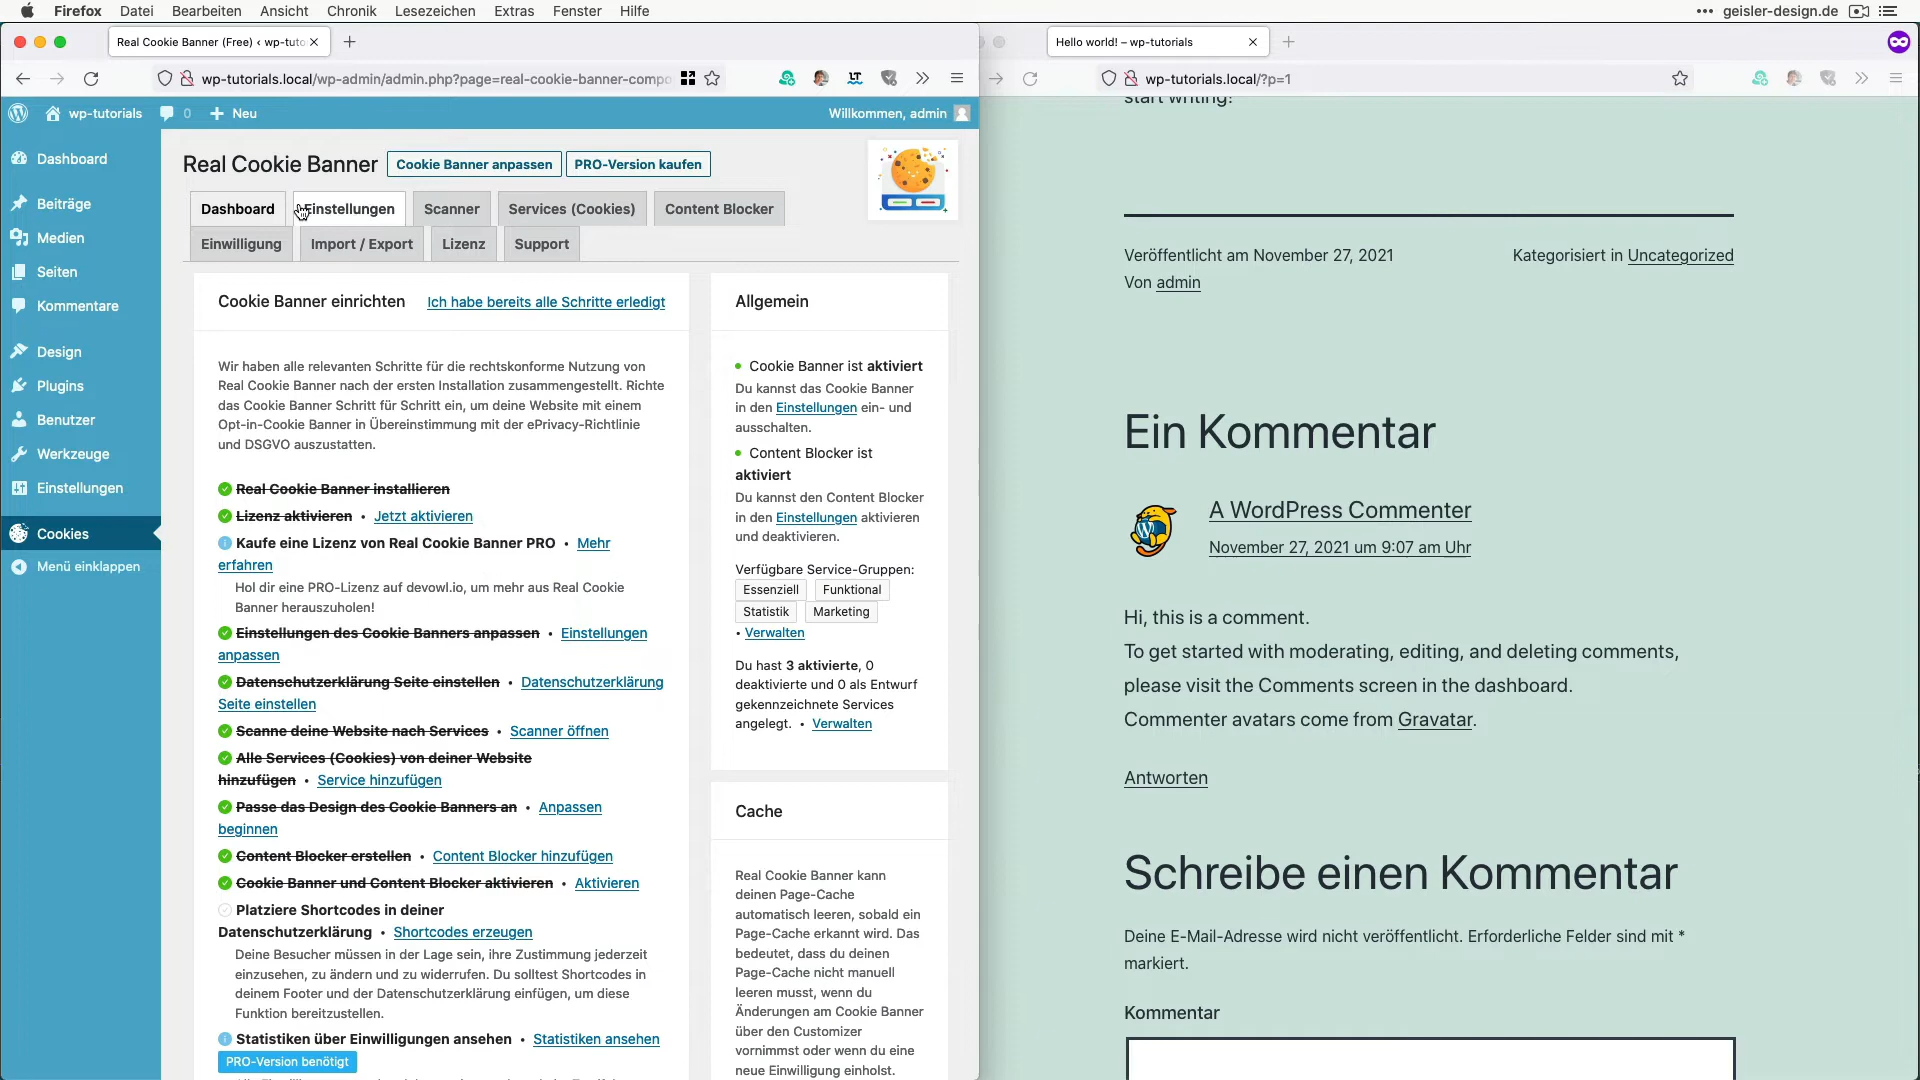 Firefox Datei Bearbeiten Ansicht Chronik Lesezeichen Extras Fenster Hilfe
geisler-design.de
Real Cookie Banner (Free) ‹ wp-tuto
wp-tutorials.local/wp-admin/admin.php?page=real-cookie-banner-compo
wp-tutorials 0 Neu
Willkommen, admin
Dashboard
Beiträge
Medien
Seiten
Kommentare
Design
Plugins
Benutzer
Werkzeuge
Einstellungen
Cookies
Menü einklappen
Real Cookie Banner Cookie Banner anpassen PRO-Version kaufen
Dashboard Einstellungen Scanner Services (Cookies) Content Blocker
Einwilligung Import / Export Lizenz Support
Cookie Banner einrichten Ich habe bereits alle Schritte erledigt
Wir haben alle relevanten Schritte für die rechtskonforme Nutzung von
Real Cookie Banner nach der ersten Installation zusammengestellt. Richte
das Cookie Banner Schritt für Schritt ein, um deine Website mit einem
Opt-in-Cookie Banner in Übereinstimmung mit der ePrivacy-Richtlinie
und DSGVO auszustatten.
Real Cookie Banner installieren
Lizenz aktivieren • Jetzt aktivieren
Kaufe eine Lizenz von Real Cookie Banner PRO • Mehr
erfahren
Hol dir eine PRO-Lizenz auf devowl.io, um mehr aus Real Cookie
Banner herauszuholen!
Einstellungen des Cookie Banners anpassen • Einstellungen
anpassen
Datenschutzerklärung Seite einstellen • Datenschutzerklärung
Seite einstellen
Scanne deine Website nach Services • Scanner öffnen
Alle Services (Cookies) von deiner Website
hinzufügen • Service hinzufügen
Passe das Design des Cookie Banners an • Anpassen
beginnen
Content Blocker erstellen • Content Blocker hinzufügen
Cookie Banner und Content Blocker aktivieren • Aktivieren
Platziere Shortcodes in deiner
Datenschutzerklärung • Shortcodes erzeugen
Deine Besucher müssen in der Lage sein, ihre Zustimmung jederzeit
einzusehen, zu ändern und zu widerrufen. Du solltest Shortcodes in
deinem Footer und der Datenschutzerklärung einfügen, um diese
Funktion bereitzustellen.
Statistiken über Einwilligungen ansehen • Statistiken ansehen
PRO-Version benötigt
Allgemein
Cookie Banner ist aktiviert
Du kannst das Cookie Banner
in den Einstellungen ein- und
ausschalten.
Content Blocker ist
aktiviert
Du kannst den Content Blocker
in den Einstellungen aktivieren
und deaktivieren.
Verfügbare Service-Gruppen:
Essenziell Funktional
Statistik Marketing
• Verwalten
Du hast 3 aktivierte, 0
deaktivierte und 0 als Entwurf
gekennzeichnete Services
angelegt. • Verwalten
Cache
Real Cookie Banner kann
deinen Page-Cache
automatisch leeren, sobald ein
Page-Cache erkannt wird. Das
bedeutet, dass du deinen
Page-Cache nicht manuell
leeren musst, wenn du
Änderungen am Cookie Banner
über den Customizer
vornimmst oder wenn du eine
neue Einwilligung einholst.
Hello world! – wp-tutorials
wp-tutorials.local/?p=1
start writing!
Veröffentlicht am November 27, 2021
Von admin
Kategorisiert in Uncategorized
Ein Kommentar
A WordPress Commenter
November 27, 2021 um 9:07 am Uhr
Hi, this is a comment.
To get started with moderating, editing, and deleting comments,
please visit the Comments screen in the dashboard.
Commenter avatars come from Gravatar.
Antworten
Schreibe einen Kommentar
Deine E-Mail-Adresse wird nicht veröffentlicht. Erforderliche Felder sind mit *
markiert.
Kommentar